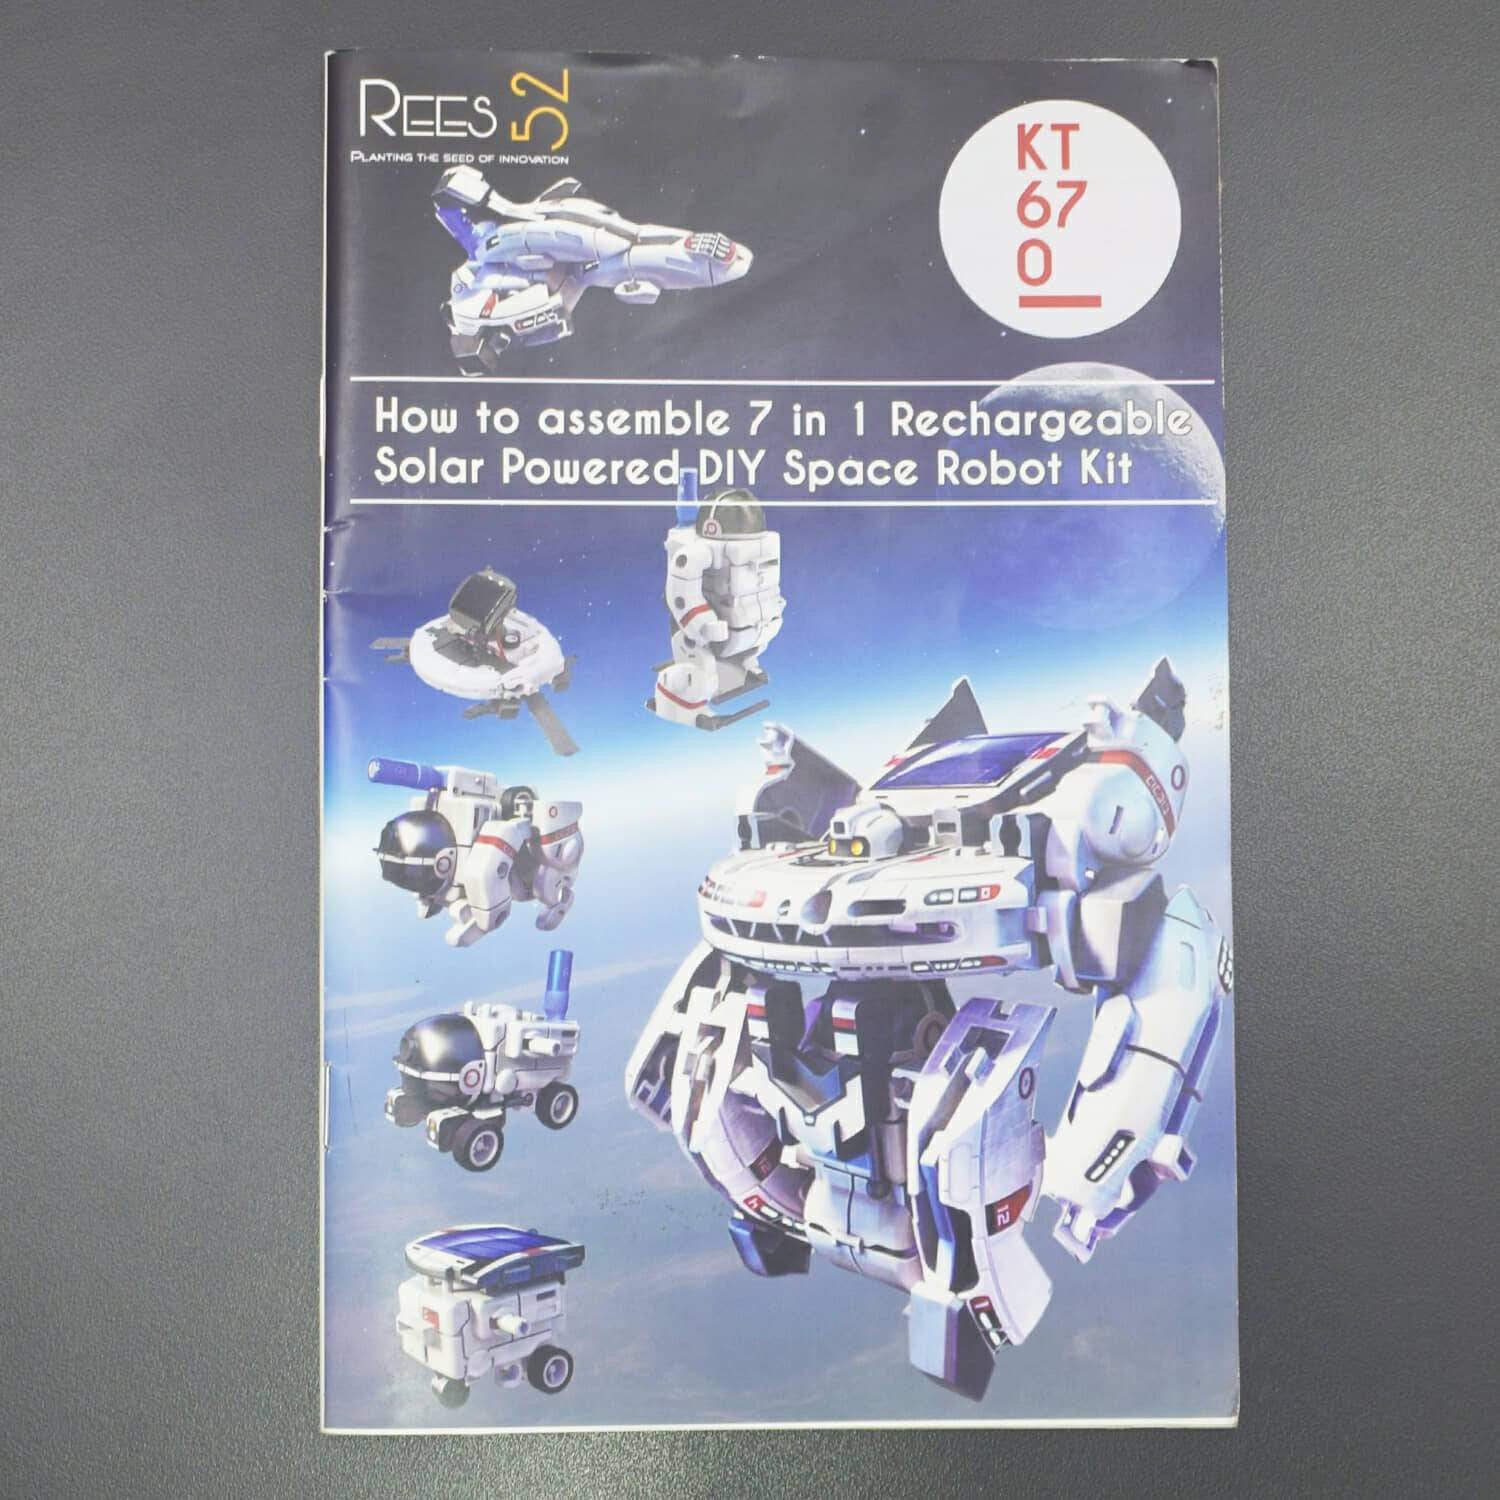 REES 52
PLANTING THE SEED OF INNOVATION
KT
67
0
How to assemble 7 in 1 Rechargeable
Solar Powered DIY Space Robot Kit
12